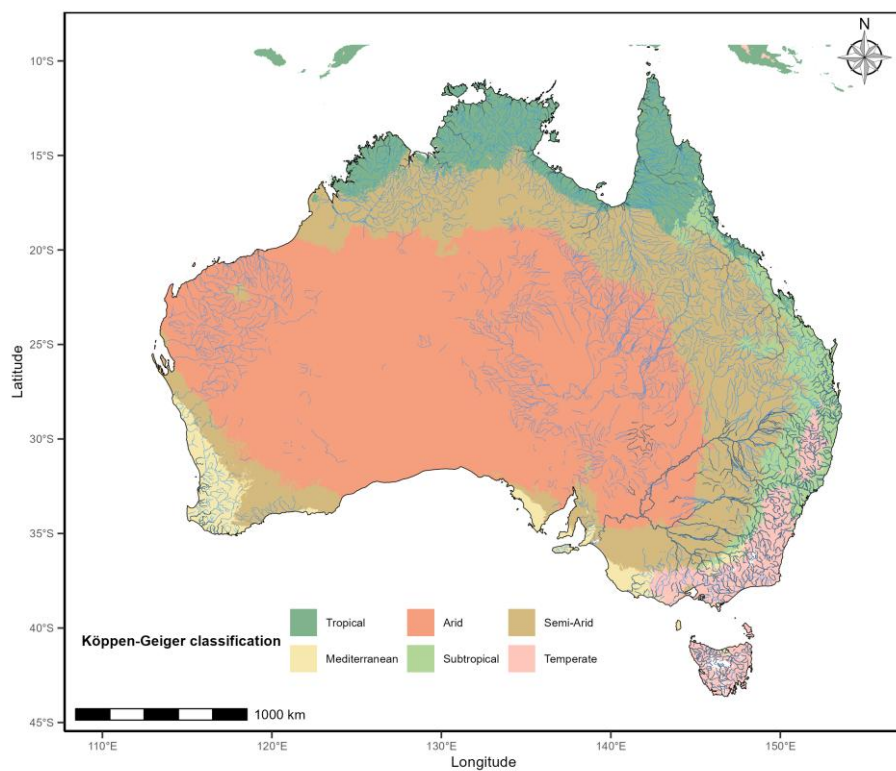 N
10°S
15°S
20°S
25°S
30°S
35°S
40°S
45°S
Latitude
Köppen-Geiger classification
Tropical
Arid
Semi-Arid
Mediterranean
Subtropical
Temperate
1000 km
110°E
120°E
130°E
140°E
150°E
Longitude